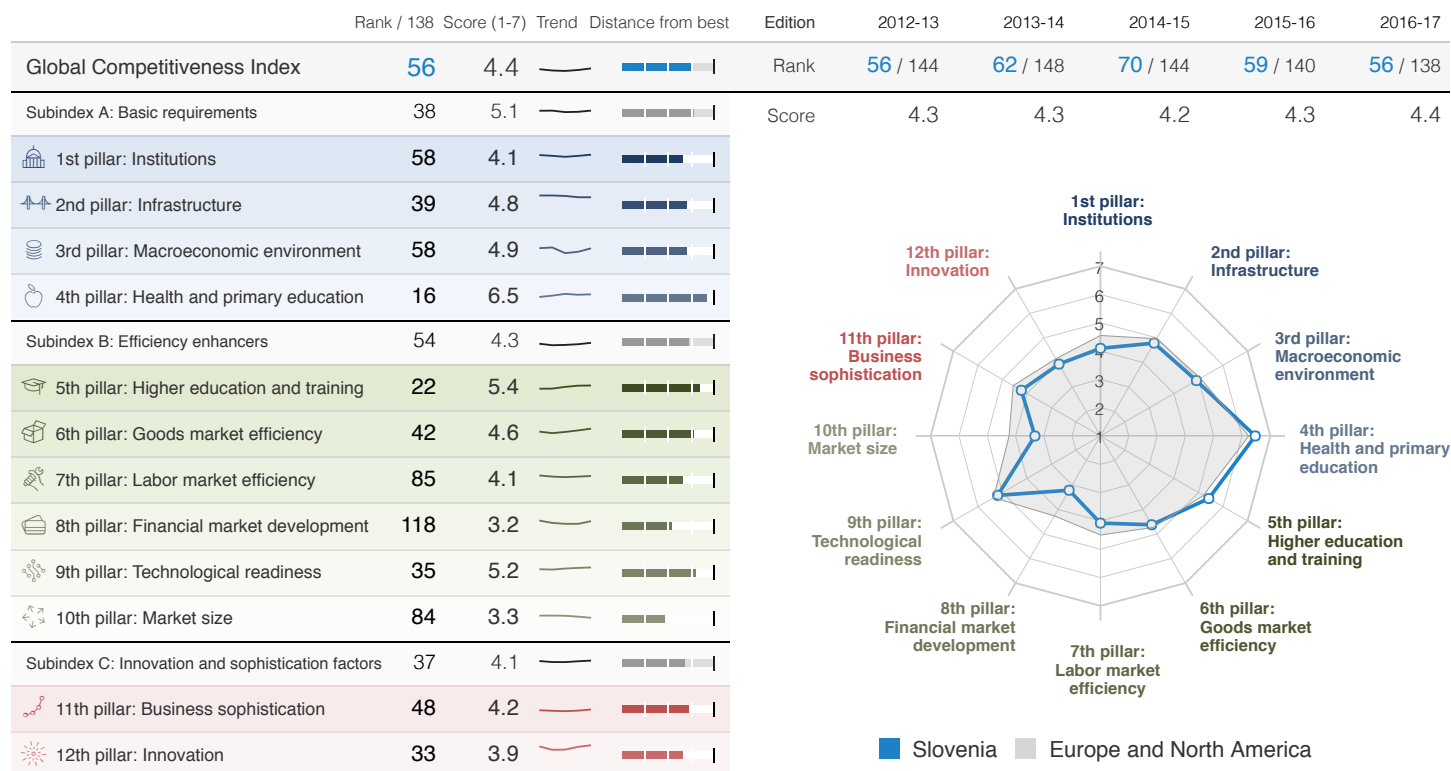 Rank / 138 Score (1-7) Trend Distance from best
Global Competitiveness Index 56 4.4
Subindex A: Basic requirements 38 5.1
1st pillar: Institutions 58 4.1
2nd pillar: Infrastructure 39 4.8
3rd pillar: Macroeconomic environment 58 4.9
4th pillar: Health and primary education 16 6.5
Subindex B: Efficiency enhancers 54 4.3
5th pillar: Higher education and training 22 5.4
6th pillar: Goods market efficiency 42 4.6
7th pillar: Labor market efficiency 85 4.1
8th pillar: Financial market development 118 3.2
9th pillar: Technological readiness 35 5.2
10th pillar: Market size 84 3.3
Subindex C: Innovation and sophistication factors 37 4.1
11th pillar: Business sophistication 48 4.2
12th pillar: Innovation 33 3.9
Edition 2012-13 2013-14 2014-15 2015-16 2016-17
Rank 56 / 144 62 / 148 70 / 144 59 / 140 56 / 138
Score 4.3 4.3 4.2 4.3 4.4
1st pillar:
Institutions
2nd pillar:
Infrastructure
3rd pillar:
Macroeconomic
environment
4th pillar:
Health and primary
education
5th pillar:
Higher education
and training
6th pillar:
Goods market
efficiency
7th pillar:
Labor market
efficiency
8th pillar:
Financial market
development
9th pillar:
Technological
readiness
10th pillar:
Market size
11th pillar:
Business
sophistication
12th pillar:
Innovation
7
6
5
4
3
2
1
Slovenia Europe and North America